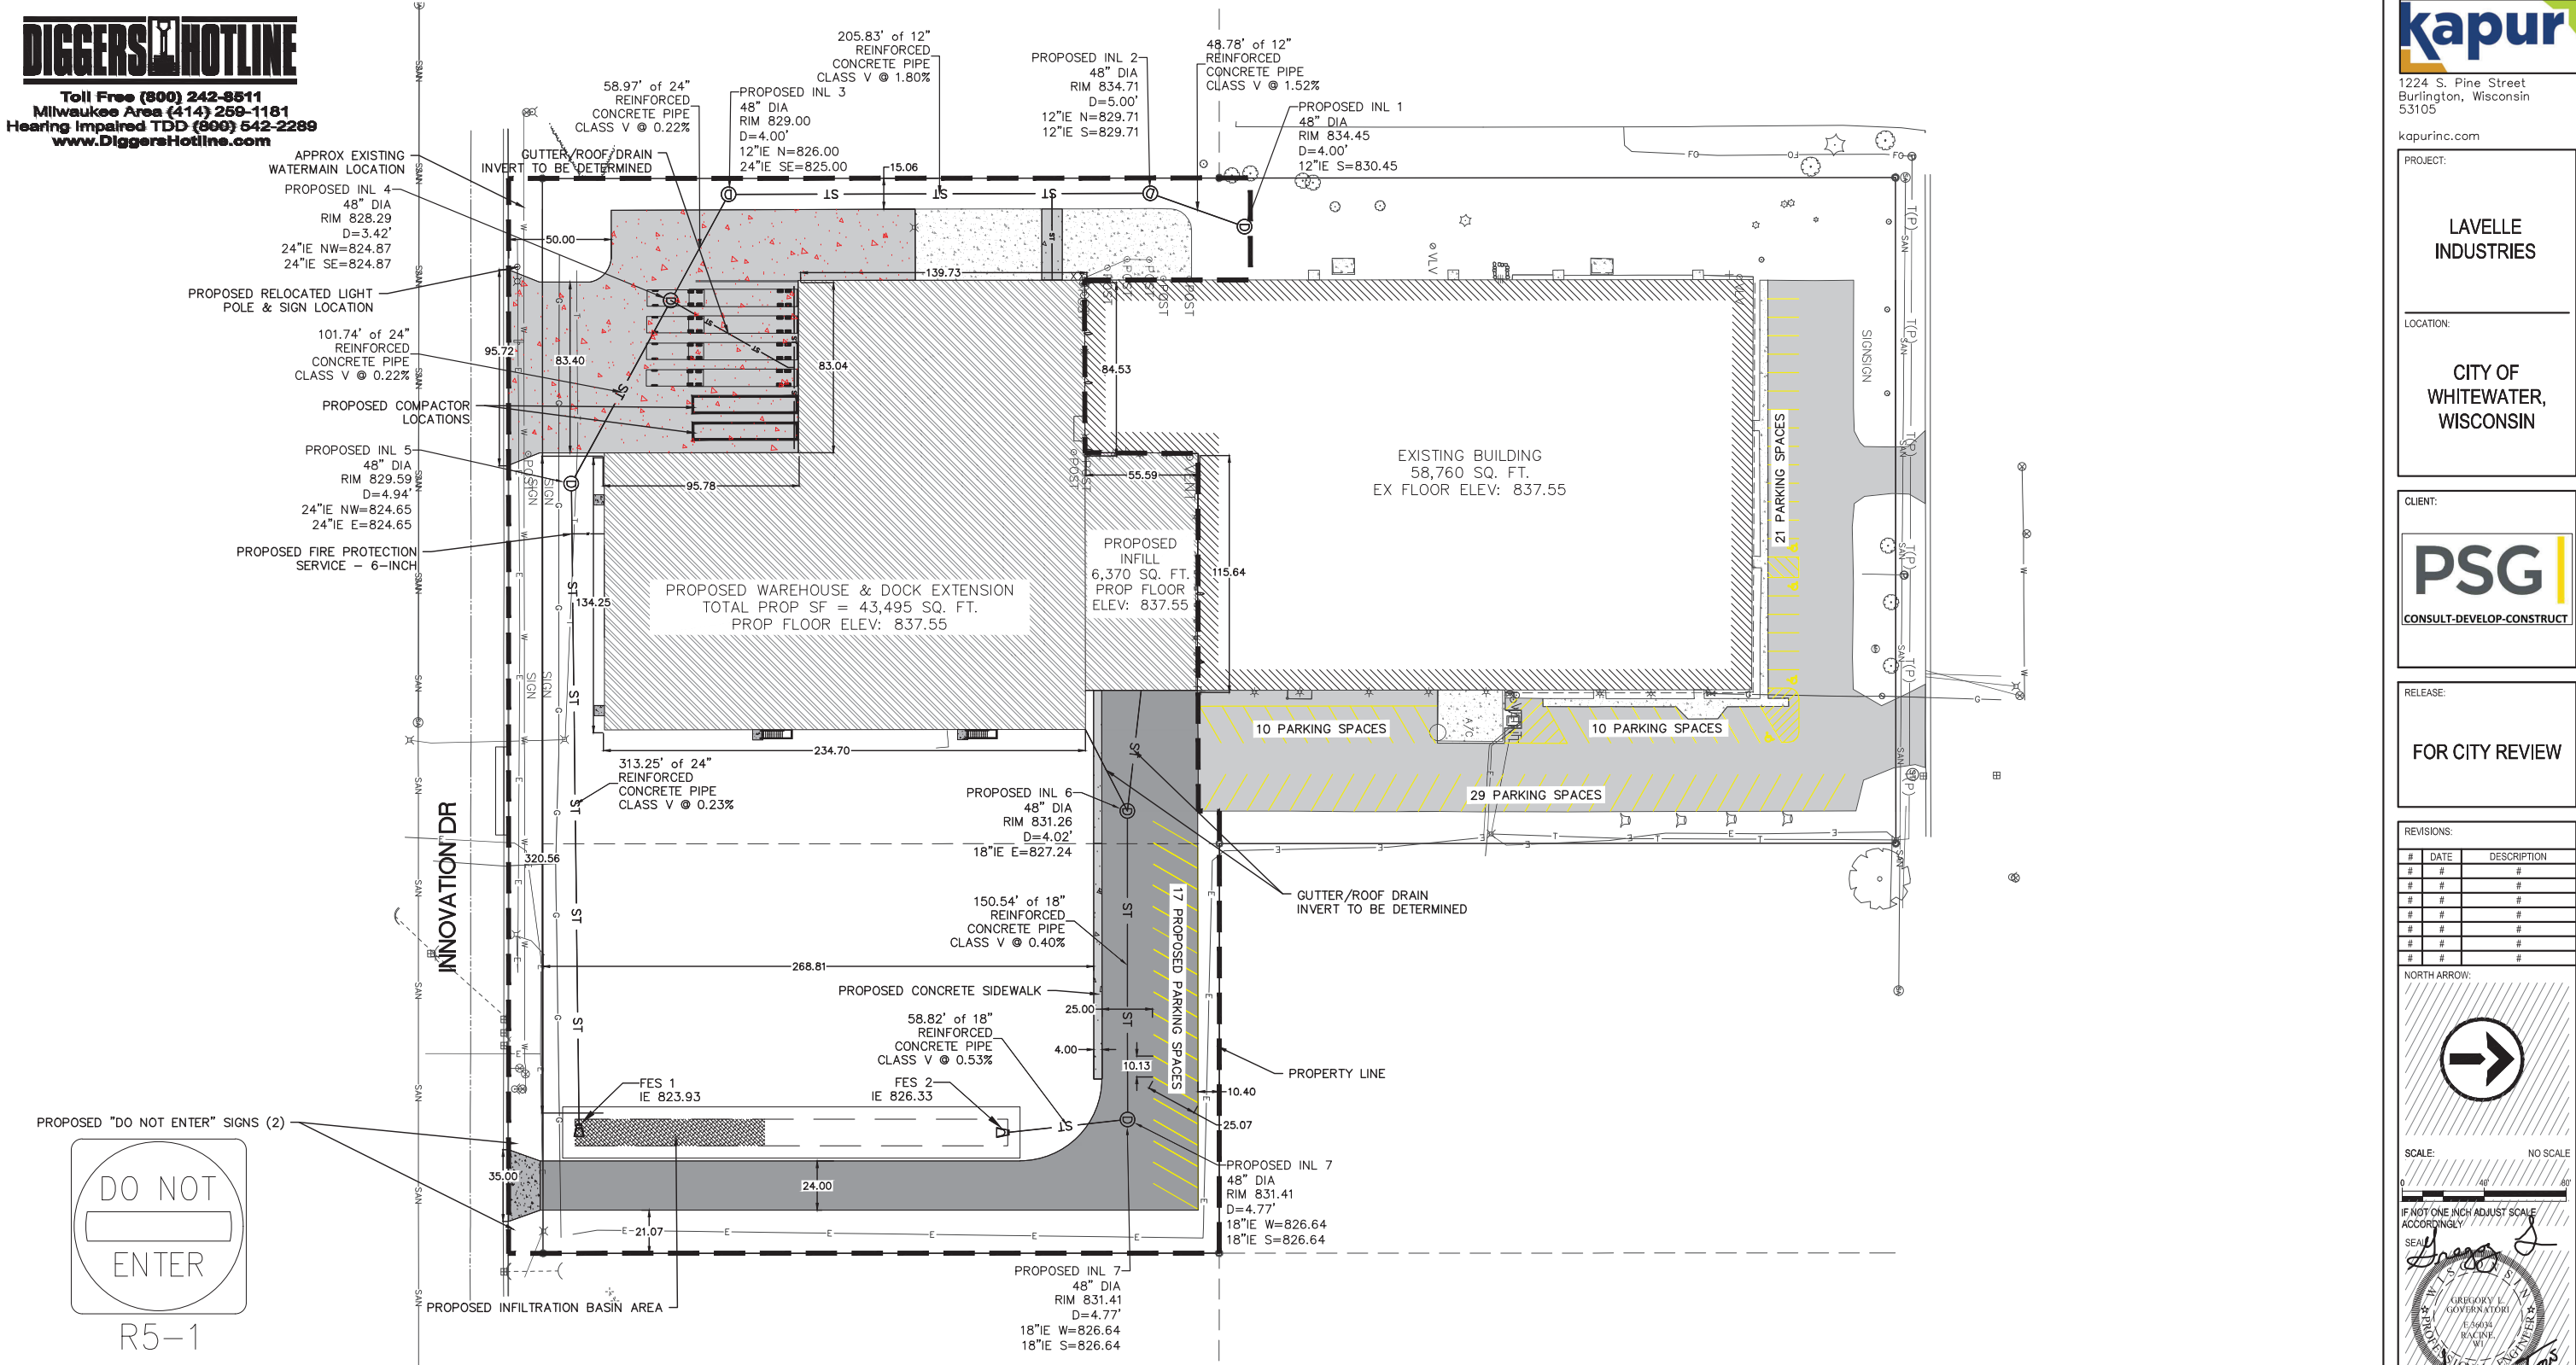 DIGGERS HOTLINE
Toll Free (800) 242-8511
Milwaukee Area (414) 259-1181
Hearing Impaired TDD (800) 542-2289
www.DiggersHotline.com
APPROX EXISTING
WATERMAIN LOCATION
PROPOSED INL 4
48" DIA
RIM 828.29
D=3.42'
24"IE NW=824.87
24"IE SE=824.87
PROPOSED RELOCATED LIGHT
POLE & SIGN LOCATION
101.74' of 24"
REINFORCED
CONCRETE PIPE
CLASS V @ 0.22%
PROPOSED COMPACTOR
LOCATIONS
PROPOSED INL 5
48" DIA
RIM 829.59
D=4.94'
24"IE NW=824.65
24"IE E=824.65
PROPOSED FIRE PROTECTION
SERVICE - 6-INCH
58.97' of 24"
REINFORCED
CONCRETE PIPE
CLASS V @ 0.22%
GUTTER/ROOF DRAIN
INVERT TO BE DETERMINED
PROPOSED INL 3
48" DIA
RIM 829.00
D=4.00'
12"IE N=826.00
24"IE SE=825.00
205.83' of 12"
REINFORCED
CONCRETE PIPE
CLASS V @ 1.80%
PROPOSED INL 2
48" DIA
RIM 834.71
D=5.00'
12"IE N=829.71
12"IE S=829.71
48.78' of 12"
REINFORCED
CONCRETE PIPE
CLASS V @ 1.52%
PROPOSED INL 1
48" DIA
RIM 834.45
D=4.00'
12"IE S=830.45
15.06
50.00
139.73
95.72
83.40
83.04
84.53
95.78
55.59
134.25
115.64
234.70
EXISTING BUILDING
58,760 SQ. FT.
EX FLOOR ELEV: 837.55
PROPOSED
INFILL
6,370 SQ. FT.
PROP FLOOR
ELEV: 837.55
PROPOSED WAREHOUSE & DOCK EXTENSION
TOTAL PROP SF = 43,495 SQ. FT.
PROP FLOOR ELEV: 837.55
21 PARKING SPACES
10 PARKING SPACES
10 PARKING SPACES
29 PARKING SPACES
17 PROPOSED PARKING SPACES
313.25' of 24"
REINFORCED
CONCRETE PIPE
CLASS V @ 0.23%
PROPOSED INL 6
48" DIA
RIM 831.26
D=4.02'
18"IE E=827.24
GUTTER/ROOF DRAIN
INVERT TO BE DETERMINED
150.54' of 18"
REINFORCED
CONCRETE PIPE
CLASS V @ 0.40%
INNOVATION DR
320.56
268.81
PROPOSED CONCRETE SIDEWALK
25.00
58.82' of 18"
REINFORCED
CONCRETE PIPE
CLASS V @ 0.53%
4.00
10.13
10.40
25.07
PROPERTY LINE
FES 1
IE 823.93
FES 2
IE 826.33
PROPOSED "DO NOT ENTER" SIGNS (2)
DO NOT
ENTER
R5-1
35.00
24.00
21.07
PROPOSED INFILTRATION BASIN AREA
PROPOSED INL 7
48" DIA
RIM 831.41
D=4.77'
18"IE W=826.64
18"IE S=826.64
PROPOSED INL 7
48" DIA
RIM 831.41
D=4.77'
18"IE W=826.64
18"IE S=826.64
kapur
1224 S. Pine Street
Burlington, Wisconsin
53105
kapurinc.com
PROJECT:
LAVELLE
INDUSTRIES
LOCATION:
CITY OF
WHITEWATER,
WISCONSIN
CLIENT:
PSG
CONSULT-DEVELOP-CONSTRUCT
RELEASE:
FOR CITY REVIEW
REVISIONS:
# DATE DESCRIPTION
# # #
# # #
# # #
# # #
# # #
# # #
# # #
NORTH ARROW:
SCALE: NO SCALE
0 40' 80'
IF NOT ONE INCH ADJUST SCALE
ACCORDINGLY
SEAL
WISCONSIN
GREGORY L.
GOVERNATORI
E 36034
RACINE,
WI
PROFESSIONAL ENGINEER